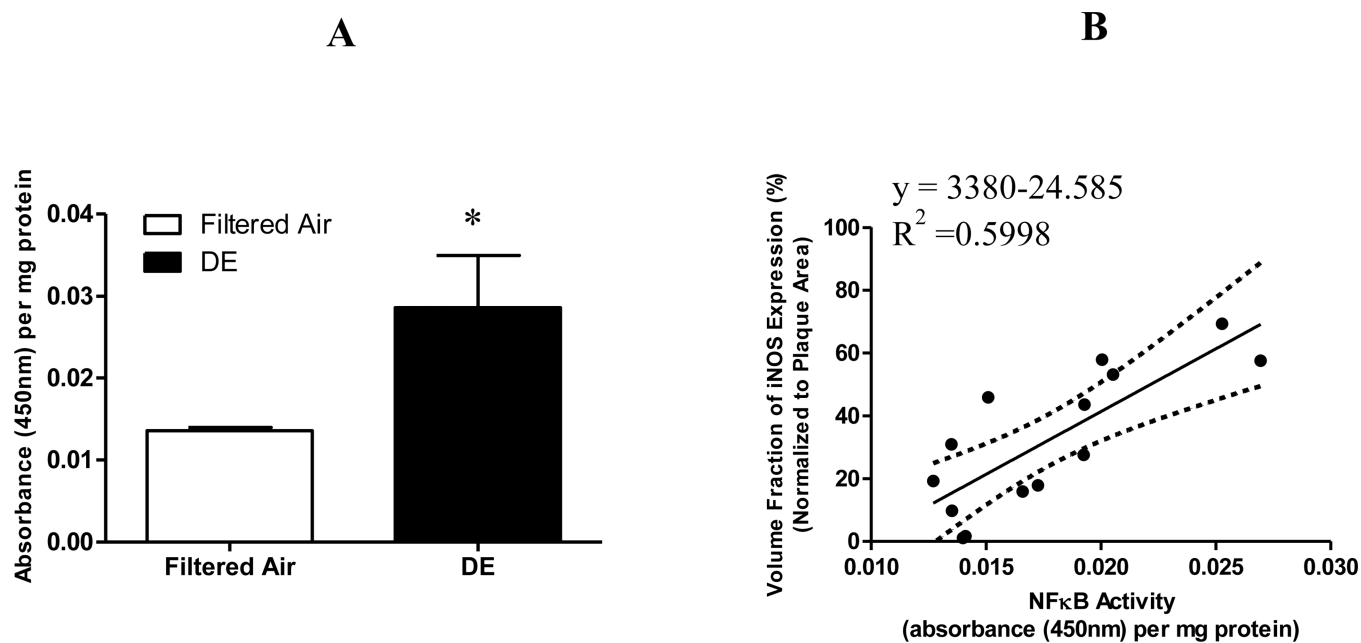 A
Absorbance (450nm) per mg protein
0.04
0.03
0.02
0.01
0.00
Filtered Air
DE
*
Filtered Air
DE
B
Volume Fraction of iNOS Expression (%)
(Normalized to Plaque Area)
y = 3380-24.585
R² =0.5998
100
80
60
40
20
0
0.010
0.015
0.020
0.025
0.030
NFκB Activity
(absorbance (450nm) per mg protein)